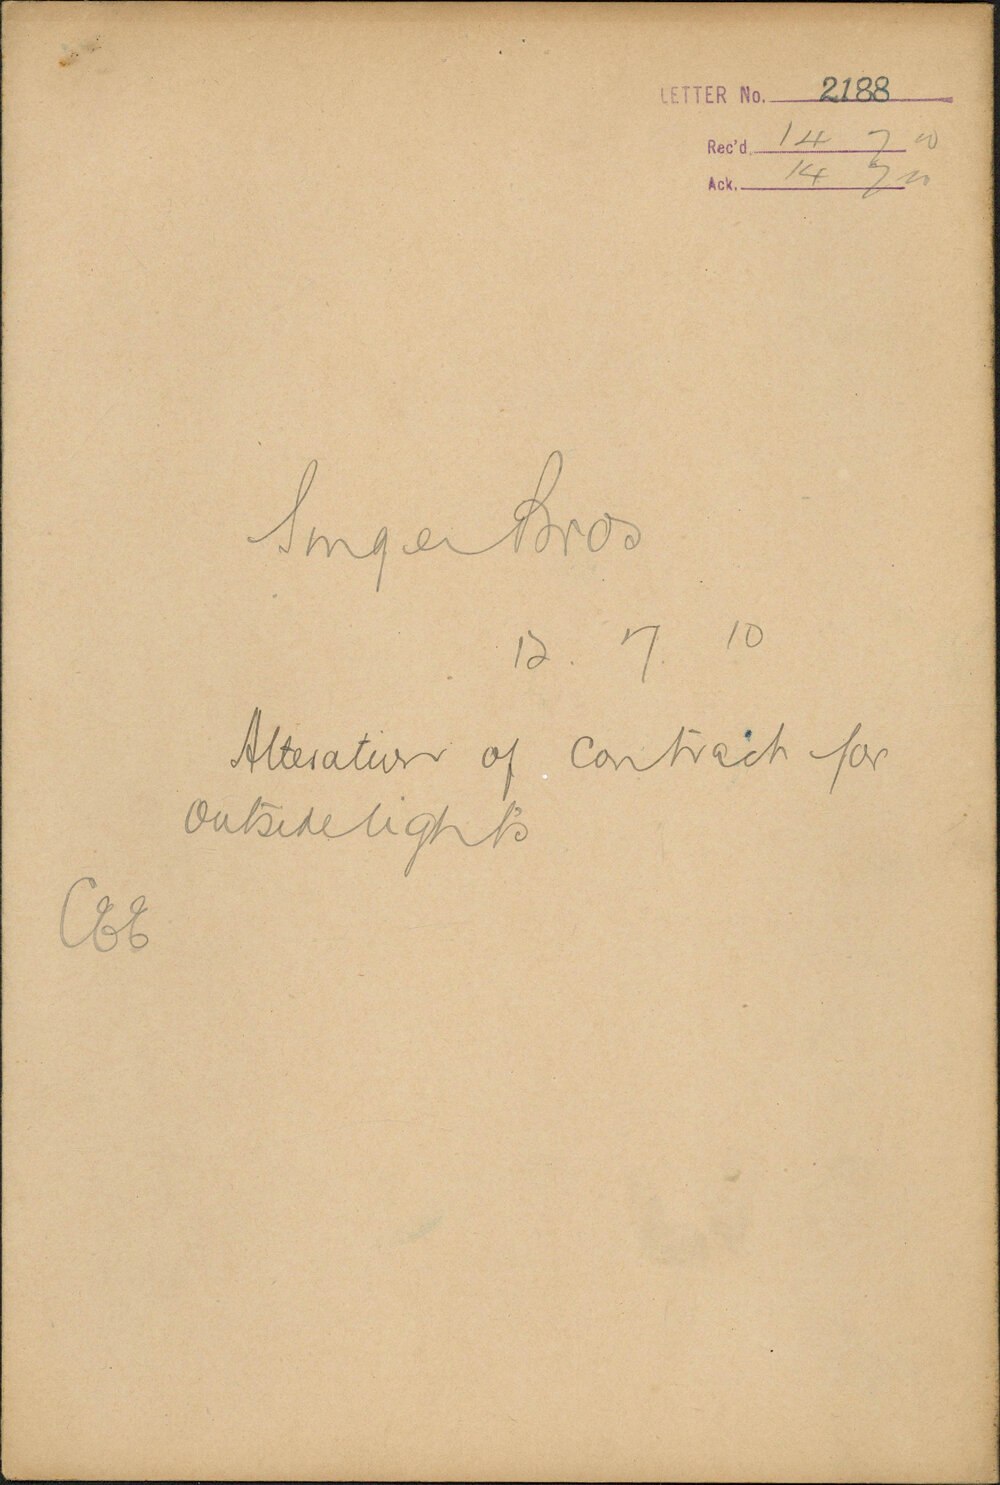 LETTER No. 2188
Rec'd 14 7 10
Ack. 14 7 10
Singer Bros
12. 7. 10
Alteration of contract for
outside lights
CEE